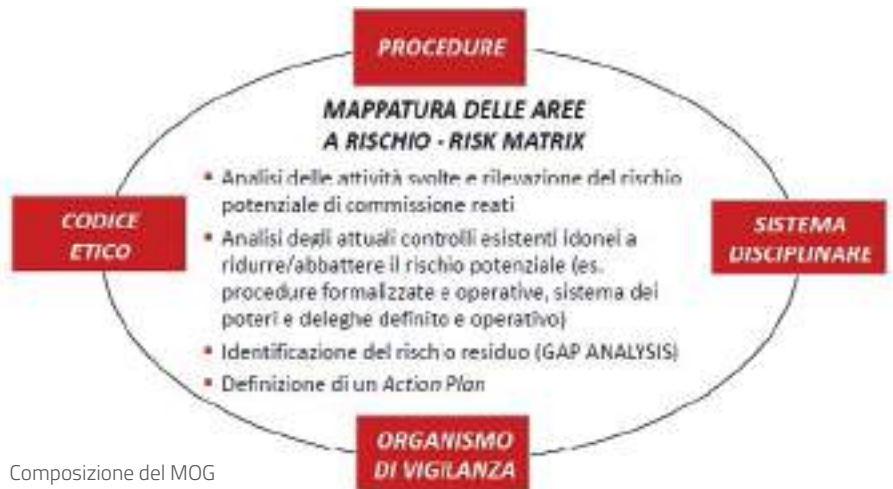 PROCEDURE
MAPPATURA DELLE AREE
A RISCHIO - RISK MATRIX
▪ Analisi delle attività svolte e rilevazione del rischio
potenziale di commissione reati
▪ Analisi degli attuali controlli esistenti idonei a
ridurre/abbattere il rischio potenziale (es.
procedure formalizzate e operative, sistema dei
poteri e deleghe definito e operativo)
▪ Identificazione del rischio residuo (GAP ANALYSIS)
▪ Definizione di un Action Plan
CODICE
ETICO
SISTEMA
DISCIPLINARE
ORGANISMO
DI VIGILANZA
Composizione del MOG